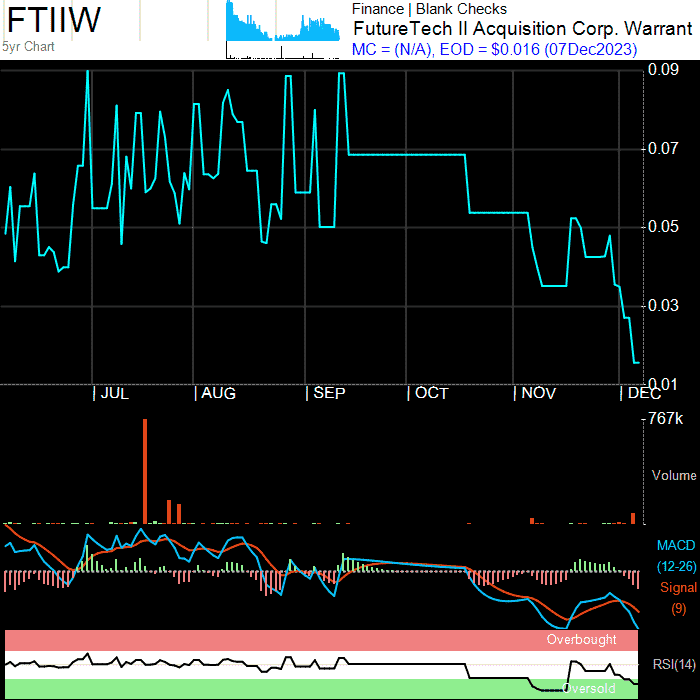 FTIIW
5yr Chart
Finance | Blank Checks
FutureTech II Acquisition Corp. Warrant
MC = (N/A), EOD = $0.016 (07Dec2023)
0.09
0.07
0.05
0.03
0.01
JUL AUG SEP OCT NOV DEC
767k
Volume
MACD
(12-26)
Signal
(9)
Overbought
RSI(14)
Oversold